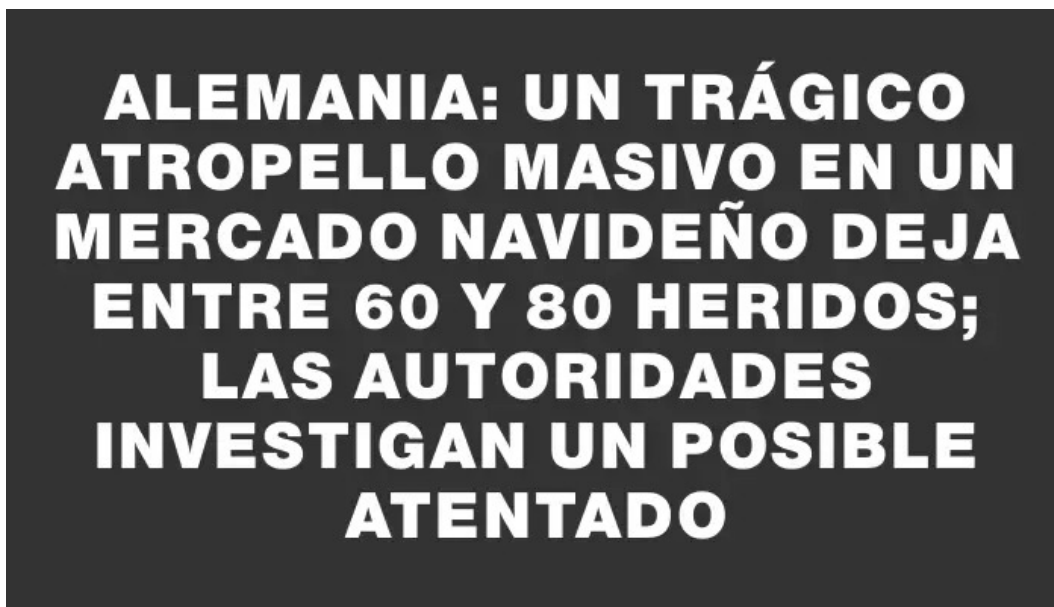 ALEMANIA: UN TRÁGICO
ATROPELLO MASIVO EN UN
MERCADO NAVIDEÑO DEJA
ENTRE 60 Y 80 HERIDOS;
LAS AUTORIDADES
INVESTIGAN UN POSIBLE
ATENTADO